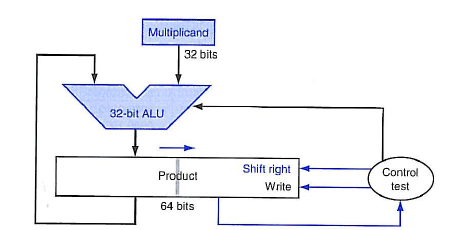 Multiplicand
32 bits
32-bit ALU
Product
Shift right
Write
64 bits
Control
test